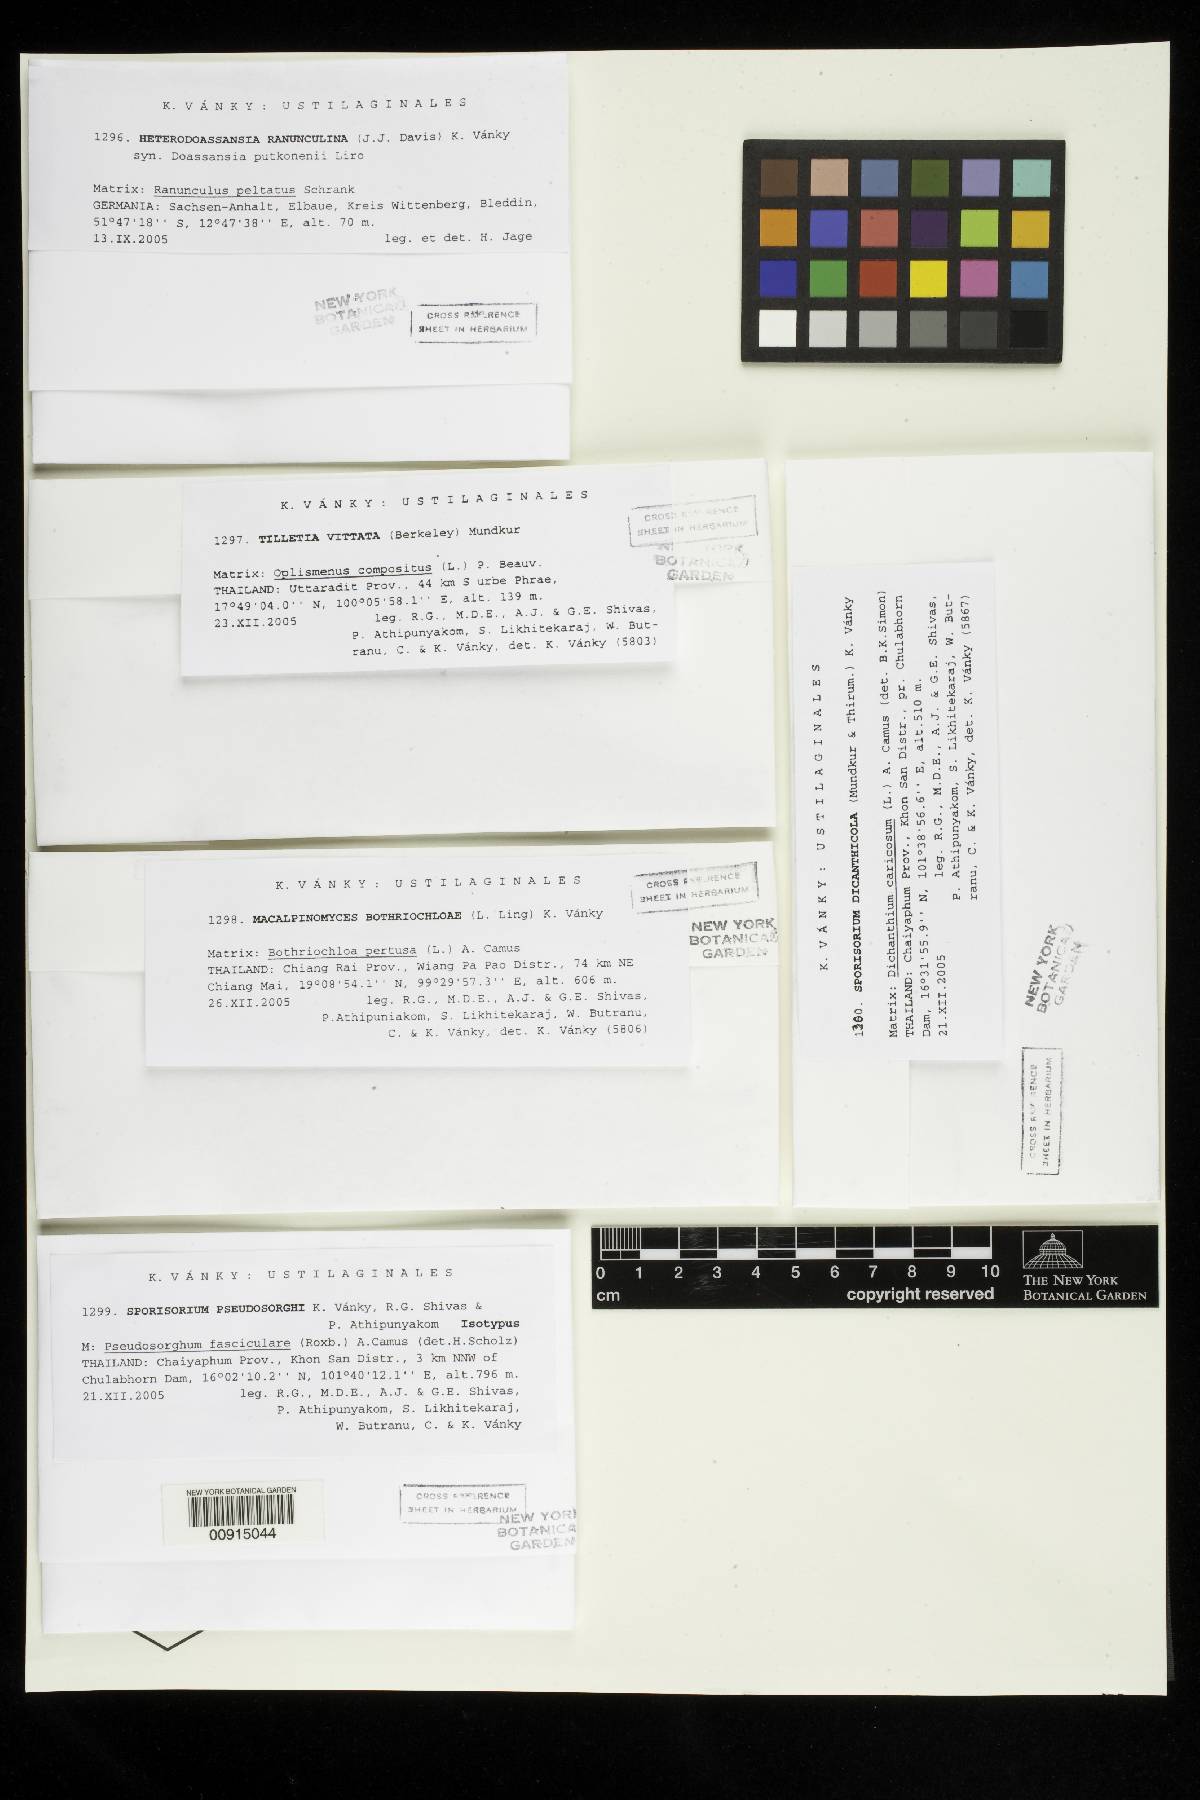 K. VÁNKY: USTILAGINALES
1296. HETERODOASSANSIA RANUNCULINA (J.J. Davis) K. Vánky
syn. Doassansia putkonenii Liro
Matrix: Ranunculus peltatus Schrank
GERMANIA: Sachsen-Anhalt, Elbaue, Kreis Wittenberg, Bleddin,
51°47'18'' S, 12°47'38'' E, alt. 70 m.
13.IX.2005 leg. et det. H. Jage
NEW YORK
BOTANICAL
GARDEN
CROSS REFERENCE
SHEET IN HERBARIUM
K. VÁNKY: USTILAGINALES
1297. TILLETIA VITTATA (Berkeley) Mundkur
Matrix: Oplismenus compositus (L.) P. Beauv.
THAILAND: Uttaradit Prov., 44 km S urbe Phrae,
17°49'04.0'' N, 100°05'58.1'' E, alt. 139 m.
23.XII.2005 leg. R.G., M.D.E., A.J. & G.E. Shivas,
P. Athipunyakom, S. Likhitekaraj, W. But-
ranu, C. & K. Vánky, det. K. Vánky (5803)
CROSS REFERENCE
SHEET IN HERBARIUM
NEW YORK
BOTANICAL
GARDEN
K. VÁNKY: USTILAGINALES
1298. MACALPINOMYCES BOTHRIOCHLOAE (L. Ling) K. Vánky
Matrix: Bothriochloa pertusa (L.) A. Camus
THAILAND: Chiang Rai Prov., Wiang Pa Pao Distr., 74 km NE
Chiang Mai, 19°08'54.1'' N, 99°29'57.3'' E, alt. 606 m.
26.XII.2005 leg. R.G., M.D.E., A.J. & G.E. Shivas,
P.Athipuniakom, S. Likhitekaraj, W. Butranu,
C. & K. Vánky, det. K. Vánky (5806)
CROSS REFERENCE
SHEET IN HERBARIUM
NEW YORK
BOTANICAL
GARDEN
K. VÁNKY: USTILAGINALES
1299. SPORISORIUM PSEUDOSORGHI K. Vánky, R.G. Shivas &
P. Athipunyakom Isotypus
M: Pseudosorghum fasciculare (Roxb.) A.Camus (det.H.Scholz)
THAILAND: Chaiyaphum Prov., Khon San Distr., 3 km NNW of
Chulabhorn Dam, 16°02'10.2'' N, 101°40'12.1'' E, alt.796 m.
21.XII.2005 leg. R.G., M.D.E., A.J. & G.E. Shivas,
P. Athipunyakom, S. Likhitekaraj,
W. Butranu, C. & K. Vánky
NEW YORK BOTANICAL GARDEN
00915044
CROSS REFERENCE
SHEET IN HERBARIUM
NEW YORK
BOTANICAL
GARDEN
K. VÁNKY: USTILAGINALES
1300. SPORISORIUM DICANTHICOLA (Mundkur & Thirum.) K. Vánky
Matrix: Dichanthium caricosum (L.) A. Camus (det. B.K.Simon)
THAILAND: Chaiyaphum Prov., Khon San Distr., pr. Chulabhorn
Dam, 16°31'55.9'' N, 101°38'56.6'' E, alt.510 m.
21.XII.2005 leg. R.G., M.D.E., A.J. & G.E. Shivas,
P. Athipunyakom, S. Likhitekaraj, W. But-
ranu, C. & K. Vánky, det. K. Vánky (5867)
NEW YORK
BOTANICAL
GARDEN
CROSS REFERENCE
SHEET IN HERBARIUM
0 1 2 3 4 5 6 7 8 9 10
cm copyright reserved
THE NEW YORK
BOTANICAL GARDEN